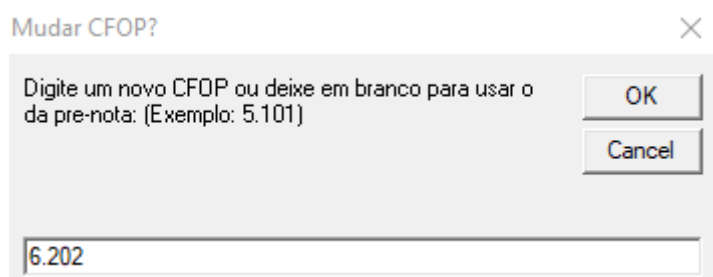 Mudar CFOP?
Digite um novo CFOP ou deixe em branco para usar o
da pre-nota: (Exemplo: 5.101)
OK
Cancel
6.202